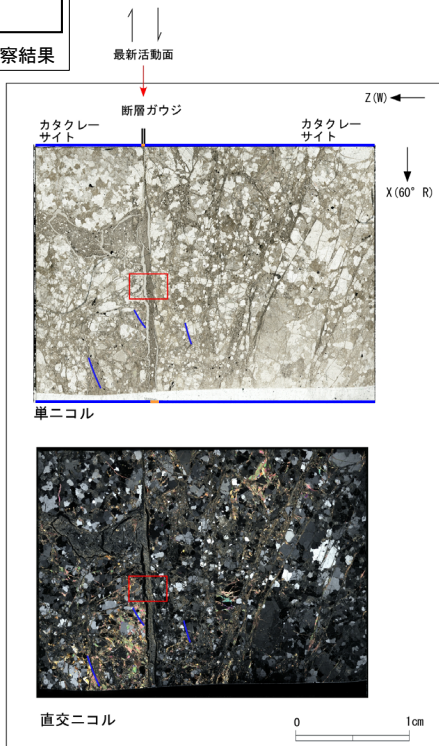 察結果
最新活動面
断層ガウジ
Z(W)
カタクレー
サイト
カタクレー
サイト
X(60° R)
単ニコル
直交ニコル
0 1cm